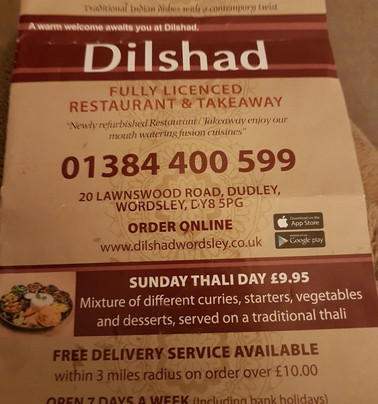 Traditional Indian dishes with a contempory twist
A warm welcome awaits you at Dilshad.
Dilshad
FULLY LICENCED
RESTAURANT & TAKEAWAY
"Newly refurbished Restaurant/Takeaway enjoy our
mouth watering fusion cuisines"
01384 400 599
20 LAWNSWOOD ROAD, DUDLEY,
WORDSLEY, DY8 5PG
ORDER ONLINE
www.dilshadwordsley.co.uk
Download on the
App Store
Google play
SUNDAY THALI DAY £9.95
Mixture of different curries, starters, vegetables
and desserts, served on a traditional thali
FREE DELIVERY SERVICE AVAILABLE
within 3 miles radius on order over £10.00
OPEN 7 DAYS A WEEK (Including bank holidays)